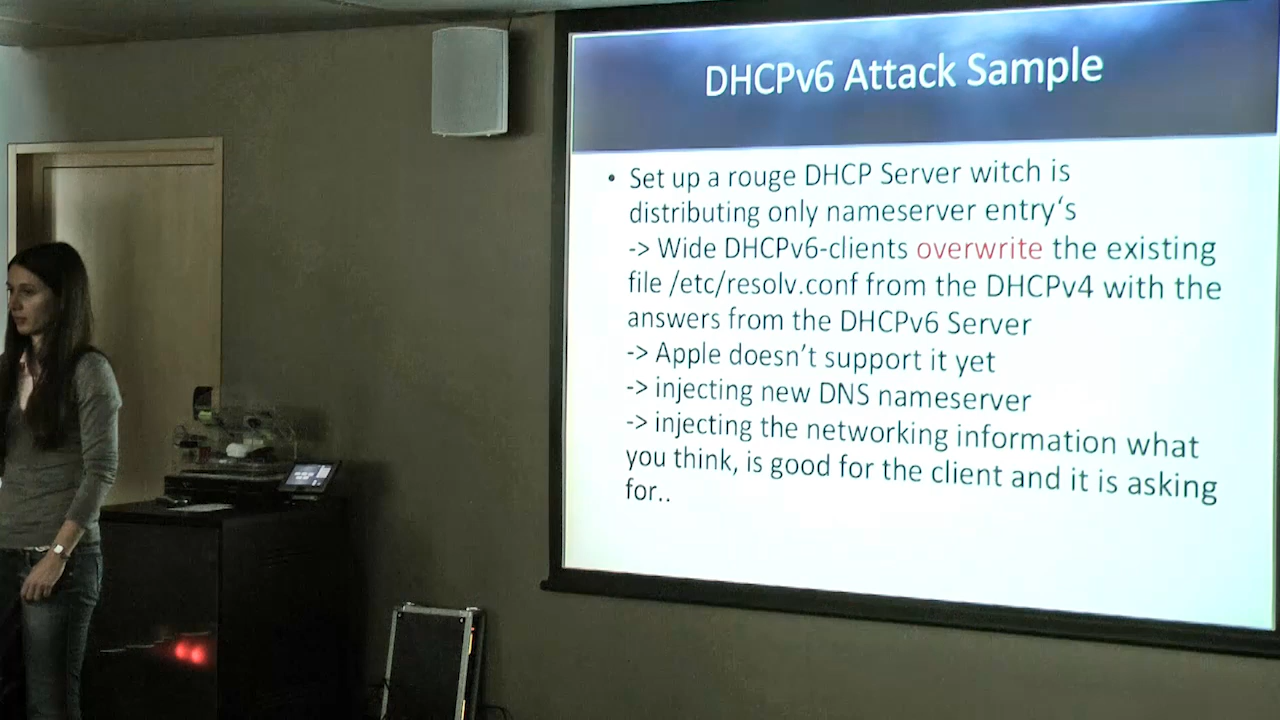 DHCPv6 Attack Sample
• Set up a rouge DHCP Server witch is
distributing only nameserver entry‘s
-> Wide DHCPv6-clients overwrite the existing
file /etc/resolv.conf from the DHCPv4 with the
answers from the DHCPv6 Server
-> Apple doesn’t support it yet
-> injecting new DNS nameserver
-> injecting the networking information what
you think, is good for the client and it is asking
for..